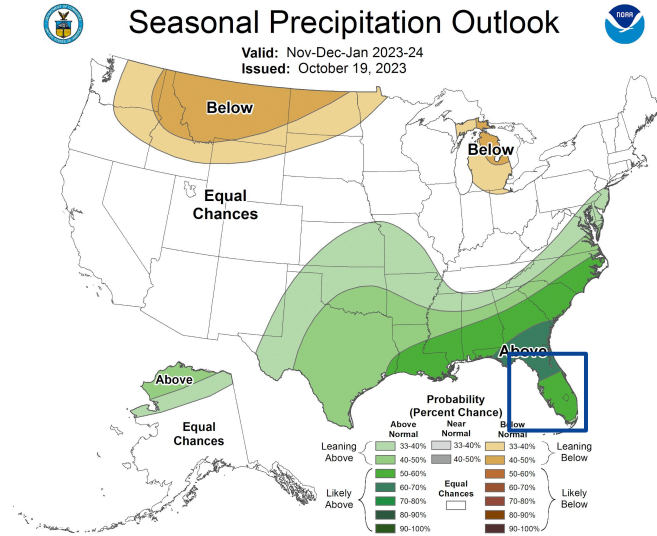 Seasonal Precipitation Outlook
NOAA
Valid: Nov-Dec-Jan 2023-24
Issued: October 19, 2023
Below
Below
Equal
Chances
Above
Above
Equal
Chances
Probability
(Percent Chance)
Above
Normal
Near
Normal
Below
Normal
Leaning
Above
33-40%
40-50%
Likely
Above
50-60%
60-70%
70-80%
80-90%
90-100%
33-40%
40-50%
Equal
Chances
33-40%
40-50%
Leaning
Below
50-60%
60-70%
70-80%
80-90%
90-100%
Likely
Below